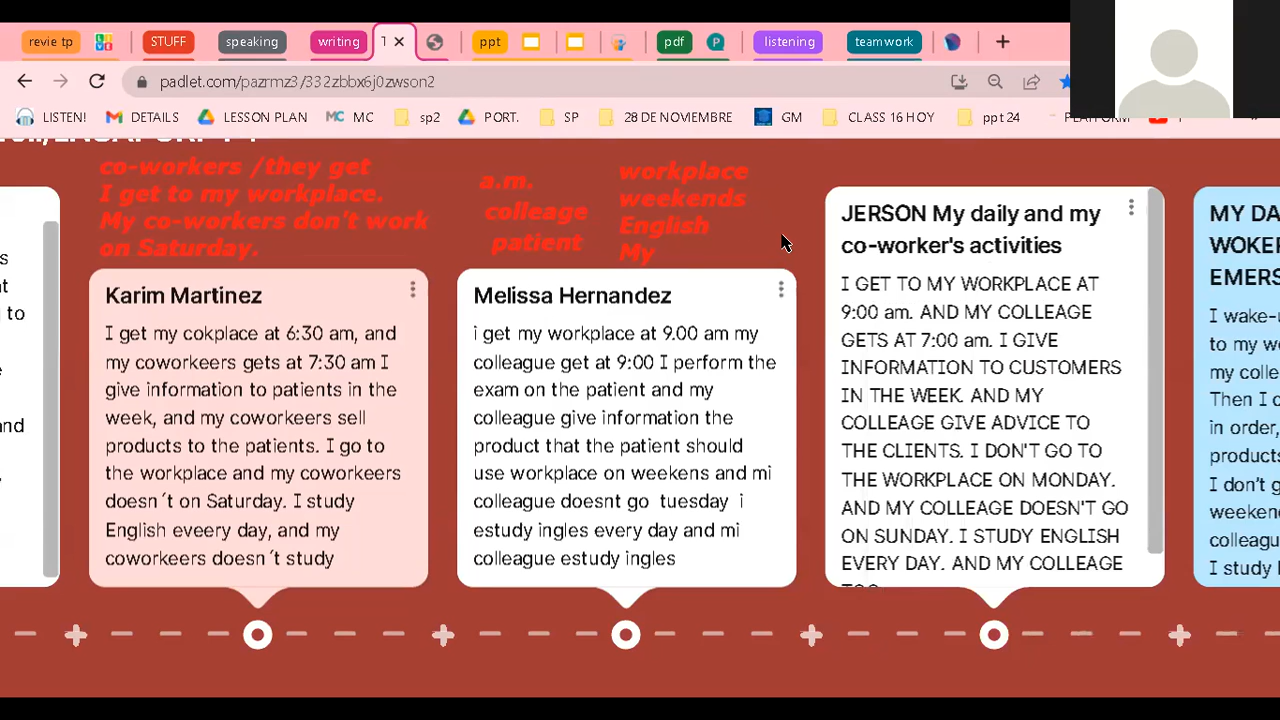 revie tp
STUFF
speaking
writing
ppt
pdf
listening
teamwork
padlet.com/pazrmz3/332zbbx6j0zwson2
LISTEN!
DETAILS
LESSON PLAN
MC
MC
sp2
PORT.
SP
28 DE NOVIEMBRE
GM
CLASS 16 HOY
ppt 24
co-workers /they get
I get to my workplace.
My co-workers don't work
on Saturday.
a.m.
colleague
patient
workplace
weekends
English
My
to
and
Karim Martinez
I get my cokplace at 6:30 am, and
my coworkeers gets at 7:30 am I
give information to patients in the
week, and my coworkeers sell
products to the patients. I go to
the workplace and my coworkeers
doesn´t on Saturday. I study
English eveery day, and my
coworkeers doesn´t study
Melissa Hernandez
i get my workplace at 9.00 am my
colleague get at 9:00 I perform the
exam on the patient and my
colleague give information the
product that the patient should
use workplace on weekens and mi
colleague doesnt go tuesday i
estudy ingles every day and mi
colleague estudy ingles
JERSON My daily and my
co-worker's activities
I GET TO MY WORKPLACE AT
9:00 am. AND MY COLLEAGE
GETS AT 7:00 am. I GIVE
INFORMATION TO CUSTOMERS
IN THE WEEK. AND MY
COLLEAGE GIVE ADVICE TO
THE CLIENTS. I DON'T GO TO
THE WORKPLACE ON MONDAY.
AND MY COLLEAGE DOESN'T GO
ON SUNDAY. I STUDY ENGLISH
EVERY DAY. AND MY COLLEAGE
MY DA
WOKER
EMERS
I wake-u
to my wo
my colle
Then I c
in order,
products
I don't g
weekend
colleagu
I study